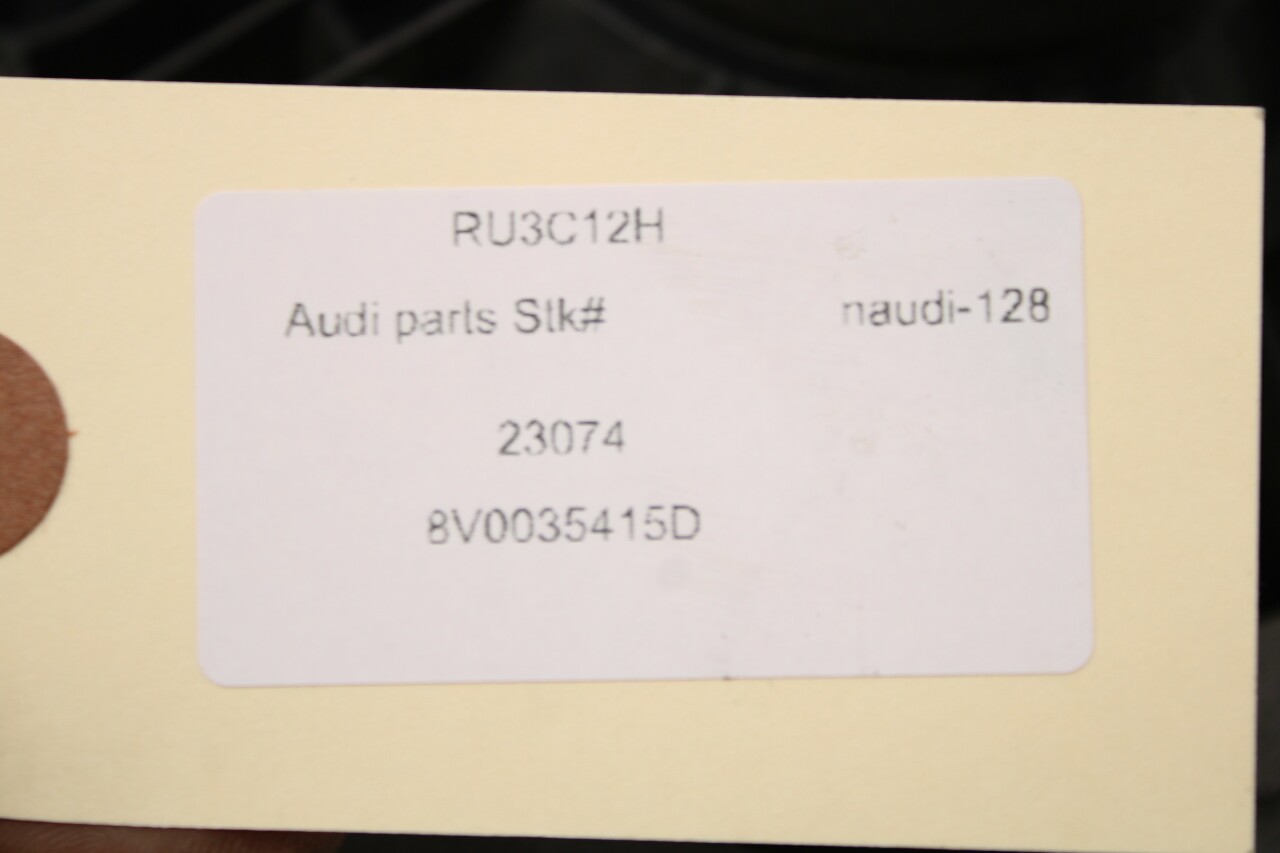 RU3C12H
Audi parts Stk# naudi-128
23074
8V0035415D